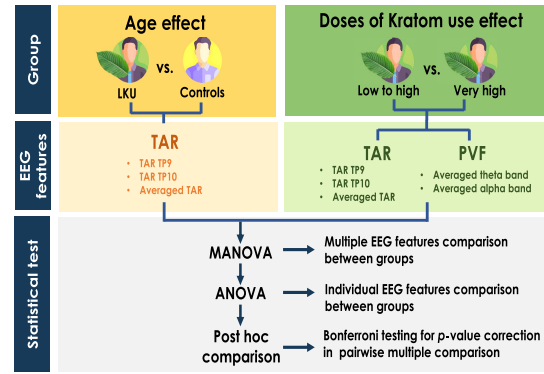 Group
Age effect
LKU
vs.
Controls
Doses of Kratom use effect
Low to high
vs.
Very high
EEG
features
TAR
• TAR TP9
• TAR TP10
• Averaged TAR
TAR
• TAR TP9
• TAR TP10
• Averaged TAR
PVF
• Averaged theta band
• Averaged alpha band
Statistical test
MANOVA
Multiple EEG features comparison
between groups
ANOVA
Individual EEG features comparison
between groups
Post hoc
comparison
Bonferroni testing for p-value correction
in pairwise multiple comparison